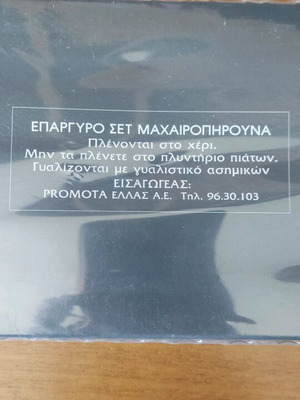 ΕΠΑΡΓΥΡΟ ΣΕΤ ΜΑΧΑΙΡΟΠΗΡΟΥΝΑ
Πλένονται στο χέρι.
Μην τα πλένετε στο πλυντήριο πιάτων.
Γυαλίζονται με γυαλιστικό ασημικών
ΕΙΣΑΓΩΓΕΑΣ:
PROMOTA ΕΛΛΑΣ Α.Ε. Τηλ. 96.30.103